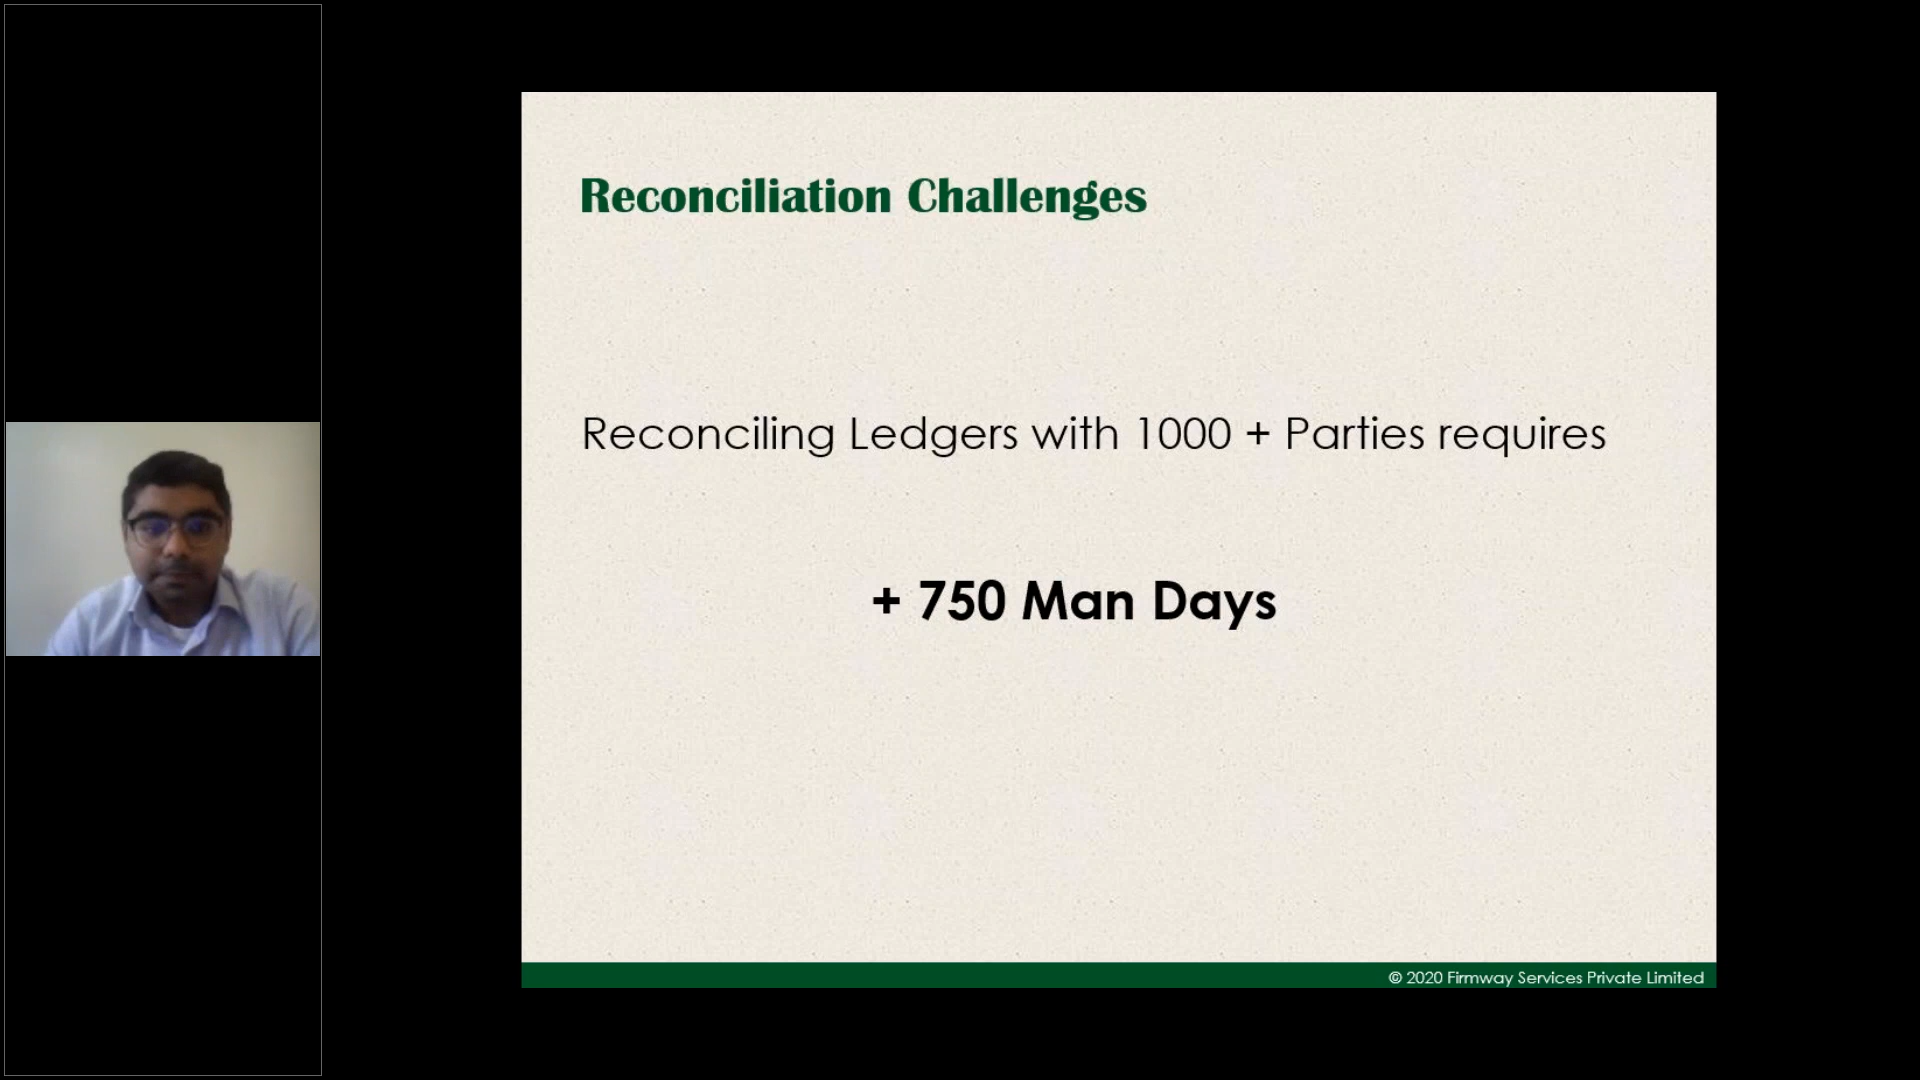 Reconciliation Challenges
Reconciling Ledgers with 1000 + Parties requires
+ 750 Man Days
© 2020 Firmway Services Private Limited